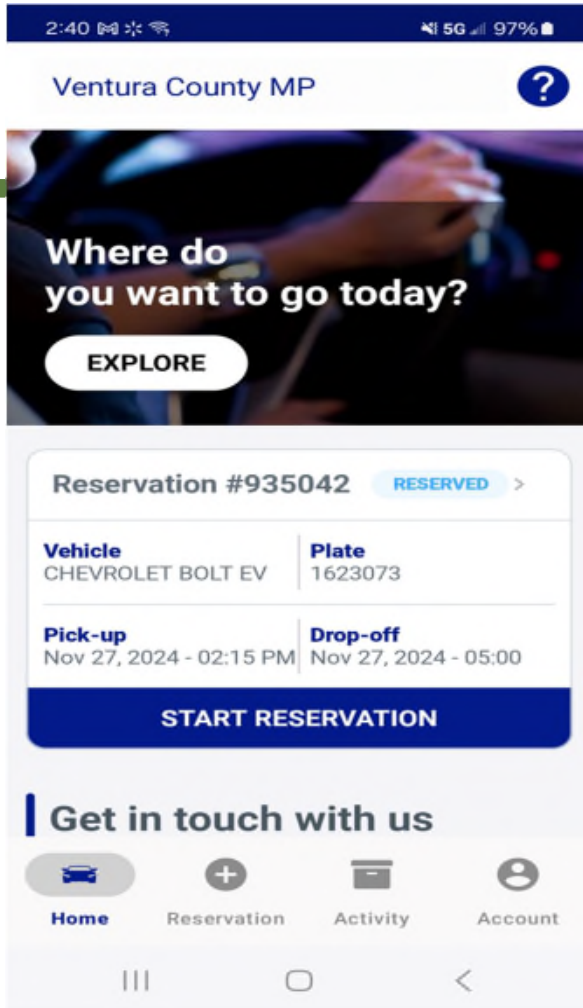 2:40 5G 97%
Ventura County MP
?
Where do
you want to go today?
EXPLORE
Reservation #935042 RESERVED >
Vehicle Plate
CHEVROLET BOLT EV 1623073
Pick-up Drop-off
Nov 27, 2024 - 02:15 PM Nov 27, 2024 - 05:00
START RESERVATION
Get in touch with us
Home Reservation Activity Account